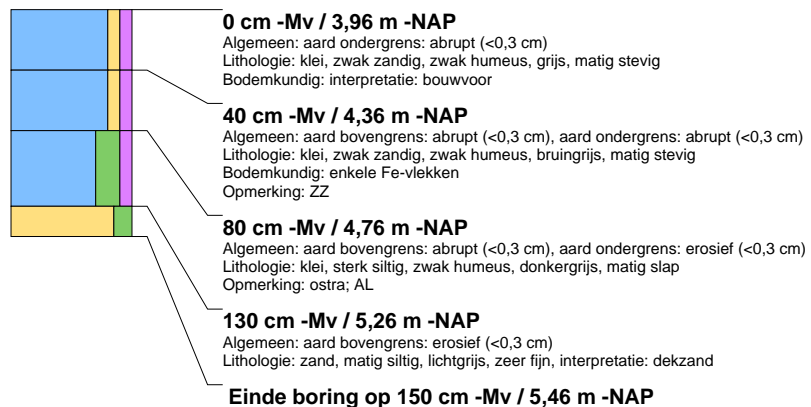 0 cm -Mv / 3,96 m -NAP
Algemeen: aard ondergrens: abrupt (<0,3 cm)
Lithologie: klei, zwak zandig, zwak humeus, grijs, matig stevig
Bodemkundig: interpretatie: bouwvoor
40 cm -Mv / 4,36 m -NAP
Algemeen: aard bovengrens: abrupt (<0,3 cm), aard ondergrens: abrupt (<0,3 cm)
Lithologie: klei, zwak zandig, zwak humeus, bruingrijs, matig stevig
Bodemkundig: enkele Fe-vlekken
Opmerking: ZZ
80 cm -Mv / 4,76 m -NAP
Algemeen: aard bovengrens: abrupt (<0,3 cm), aard ondergrens: erosief (<0,3 cm)
Lithologie: klei, sterk siltig, zwak humeus, donkergrijs, matig slap
Opmerking: ostra; AL
130 cm -Mv / 5,26 m -NAP
Algemeen: aard bovengrens: erosief (<0,3 cm)
Lithologie: zand, matig siltig, lichtgrijs, zeer fijn, interpretatie: dekzand
Einde boring op 150 cm -Mv / 5,46 m -NAP